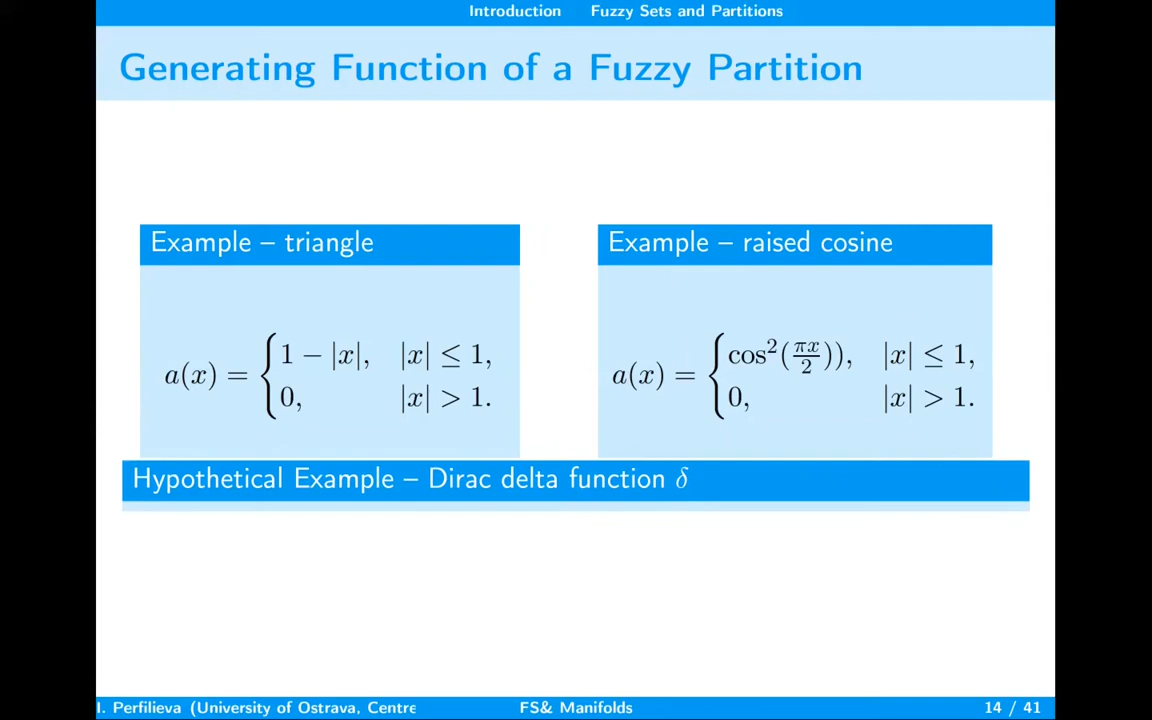 Introduction Fuzzy Sets and Partitions
Generating Function of a Fuzzy Partition
Example – triangle
a(x) = { 1 − |x|, |x| ≤ 1,
0, |x| > 1.
Example – raised cosine
a(x) = { cos²(πx/2)), |x| ≤ 1,
0, |x| > 1.
Hypothetical Example – Dirac delta function δ
I. Perfilieva (University of Ostrava, Centre
FS& Manifolds
14 / 41